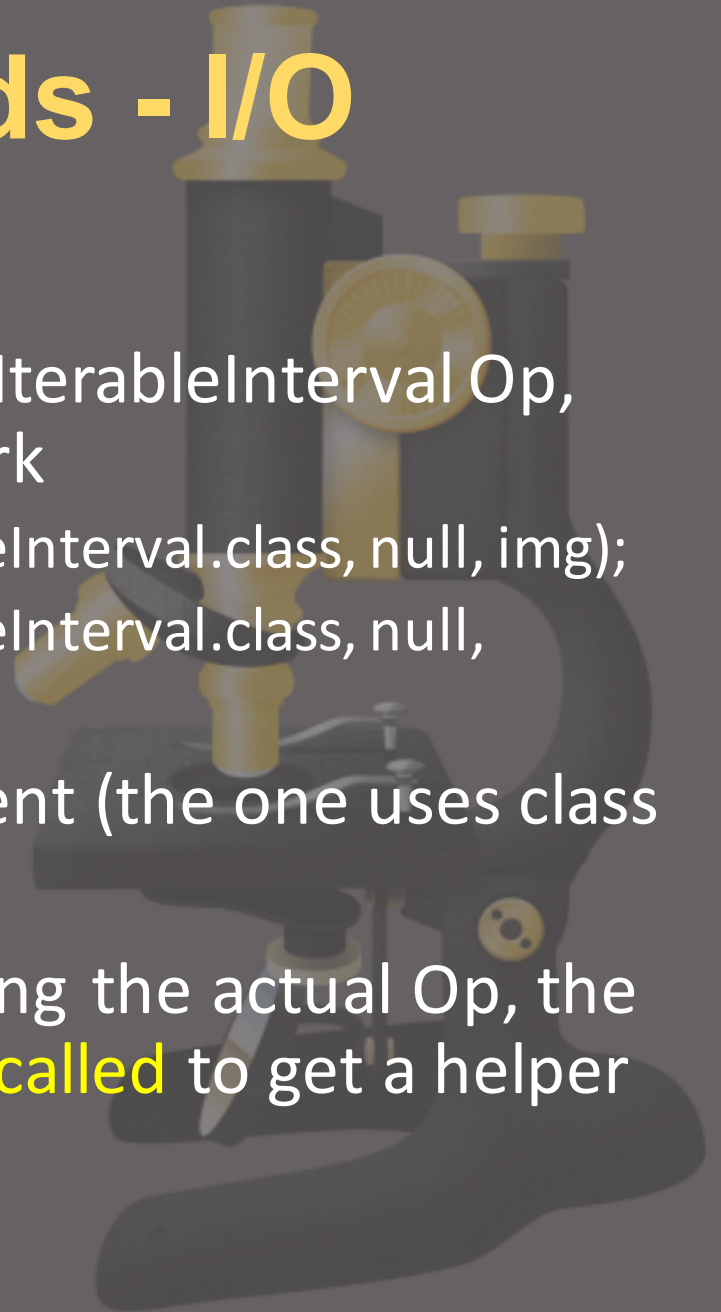 ds - I/O
IterableInterval Op,
rk
eInterval.class, null, img);
eInterval.class, null,
ent (the one uses class
ng the actual Op, the
called to get a helper